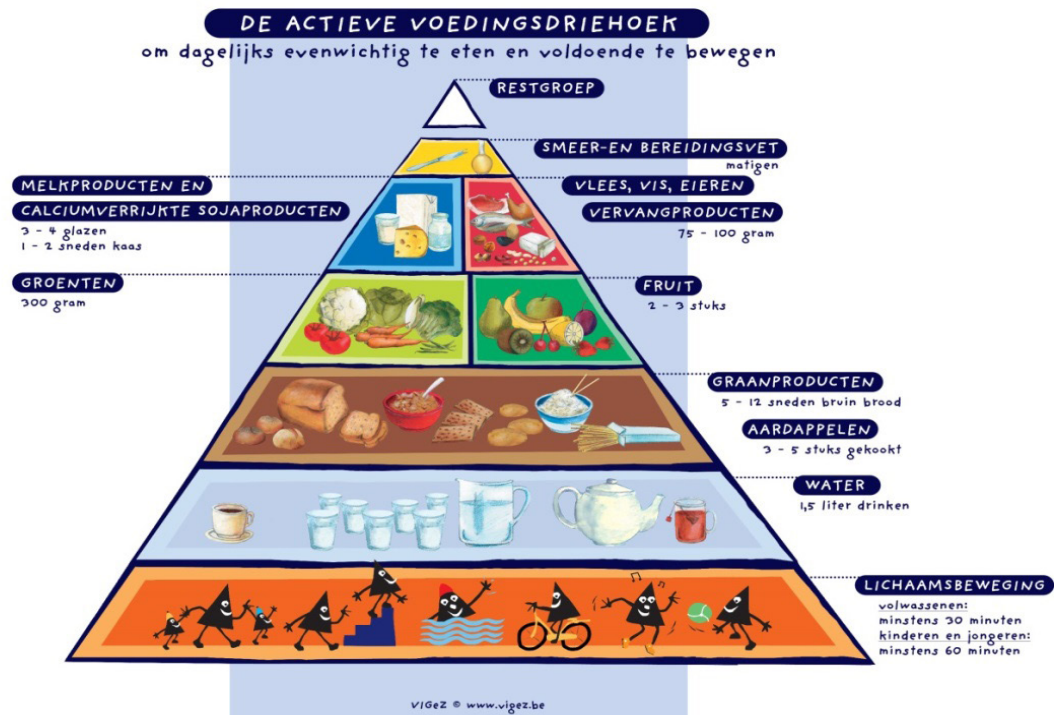 DE ACTIEVE VOEDINGSDRIEHOEK
om dagelijks evenwichtig te eten en voldoende te bewegen
RESTGROEP
SMEER-EN BEREIDINGSVET
matigen
MELKPRODUCTEN EN
CALCIUMVERRIJKTE SOJAPRODUCTEN
3 - 4 glazen
1 - 2 sneden kaas
VLEES, VIS, EIEREN
VERVANGPRODUCTEN
75 - 100 gram
GROENTEN
300 gram
FRUIT
2 - 3 stuks
GRAANPRODUCTEN
5 - 12 sneden bruin brood
AARDAPPELEN
3 - 5 stuks gekookt
WATER
1,5 liter drinken
LICHAAMSBEWEGING
volwassenen:
minstens 30 minuten
kinderen en jongeren:
minstens 60 minuten
VIGeZ © www.vigez.be